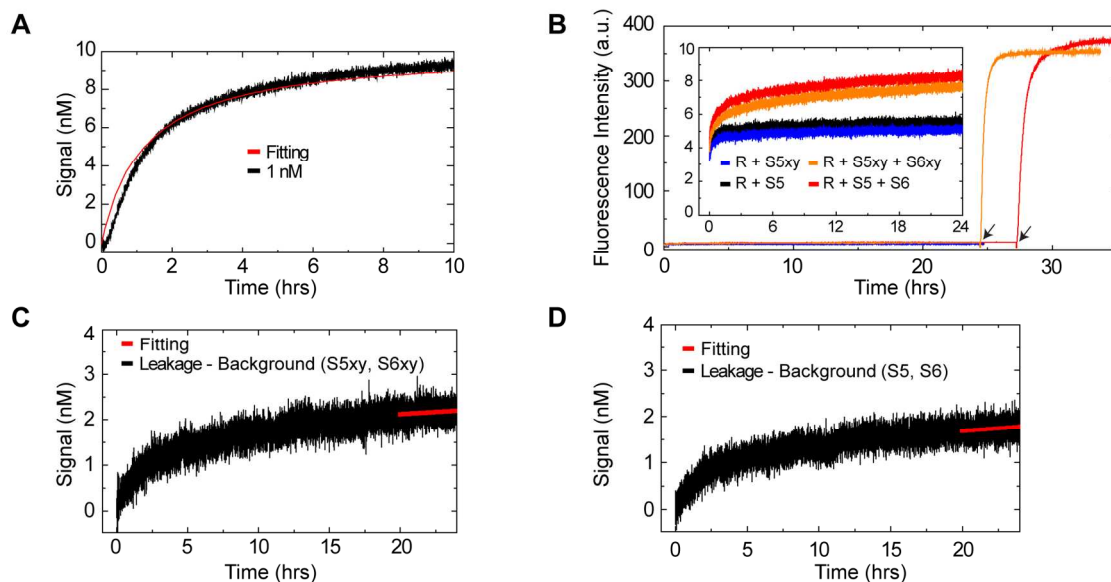 A
Signal (nM)
10
8
6
4
2
0
Fitting
1 nM
0 2 4 6 8 10
Time (hrs)
B
Fluorescence Intensity (a.u.)
400
300
200
100
0
10
8
6
4
2
0
R + S5xy
R + S5xy + S6xy
R + S5
R + S5 + S6
0 6 12 18 24
0 10 20 30
Time (hrs)
C
Signal (nM)
4
3
2
1
0
Fitting
Leakage - Background (S5xy, S6xy)
0 5 10 15 20
Time (hrs)
D
Signal (nM)
4
3
2
1
0
Fitting
Leakage - Background (S5, S6)
0 5 10 15 20
Time (hrs)